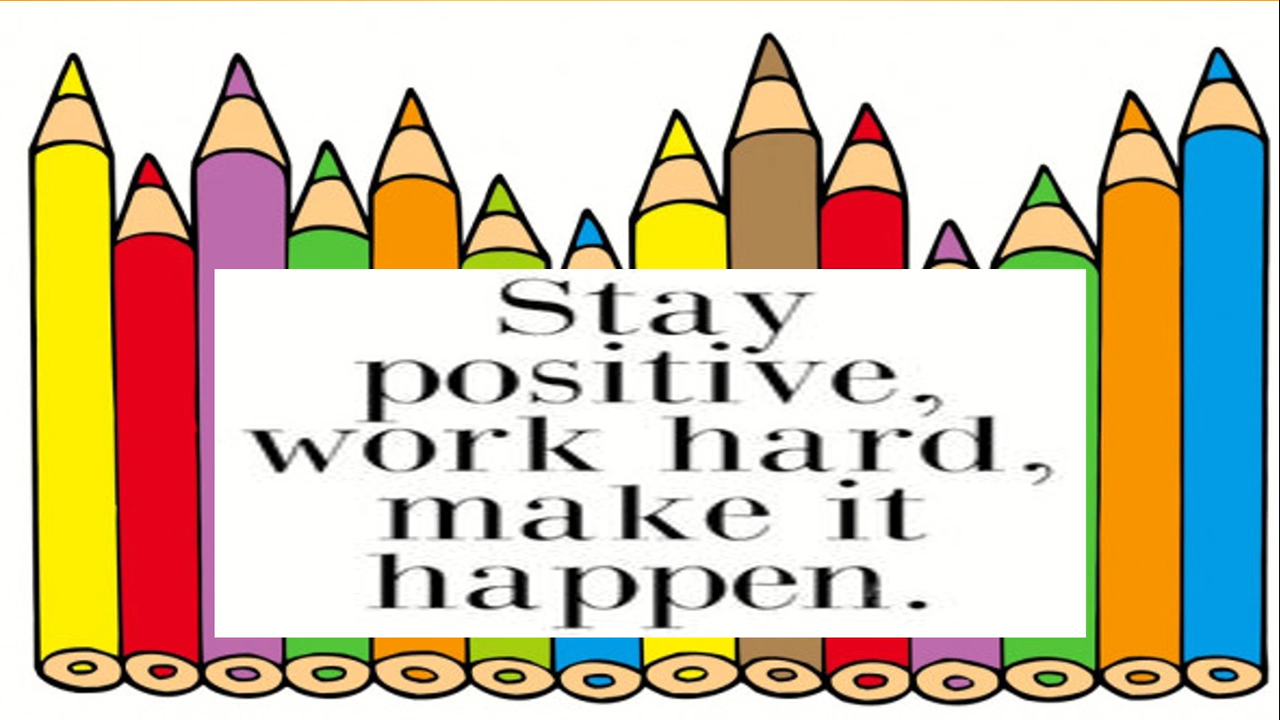 Stay
positive,
work hard,
make it
happen.